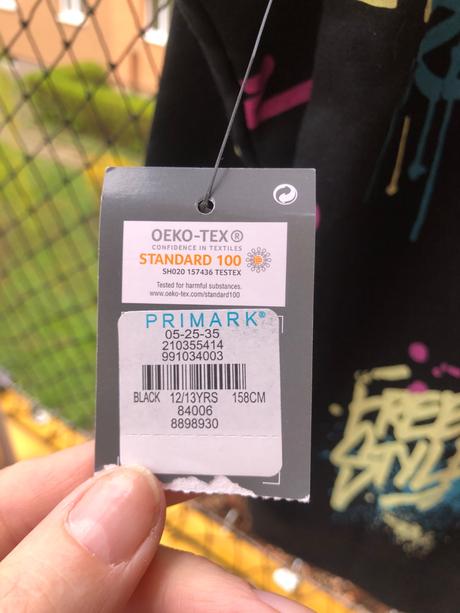 OEKO-TEX®
CONFIDENCE IN TEXTILES
STANDARD 100
SH020 157436 TESTEX
Tested for harmful substances.
www.oeko-tex.com/standard100
PRIMARK®
05-25-35
210355414
991034003
BLACK 12/13YRS 158CM
84006
8898930
FREE
STYLE